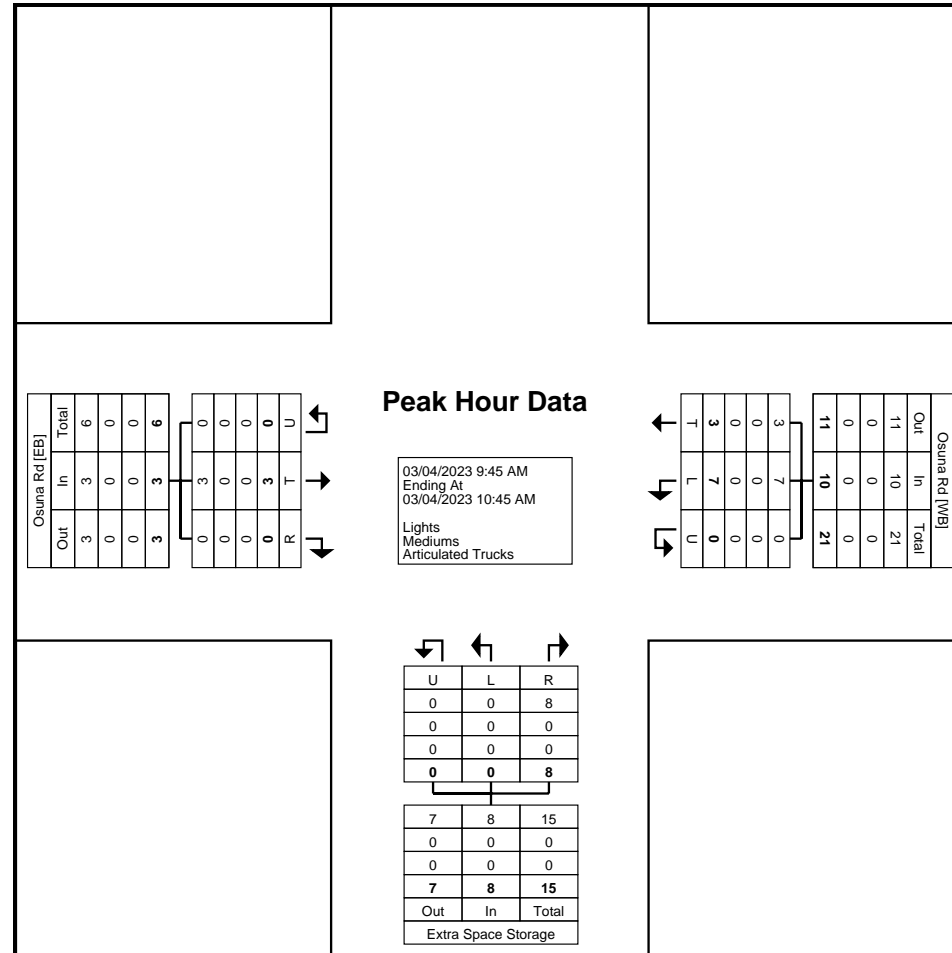 Peak Hour Data
03/04/2023 9:45 AM
Ending At
03/04/2023 10:45 AM
Lights
Mediums
Articulated Trucks
Osuna Rd [EB]
Out In Total
3 3 6
0 0 0
0 0 0
3 3 6
0 3 0
0 0 0
0 0 0
0 3 0
R T U
Osuna Rd [WB]
Out In Total
11 10 21
0 0 0
0 0 0
11 10 21
3 7 0
0 0 0
0 0 0
3 7 0
T L U
U L R
0 0 8
0 0 0
0 0 0
0 0 8
7 8 15
0 0 0
0 0 0
7 8 15
Out In Total
Extra Space Storage